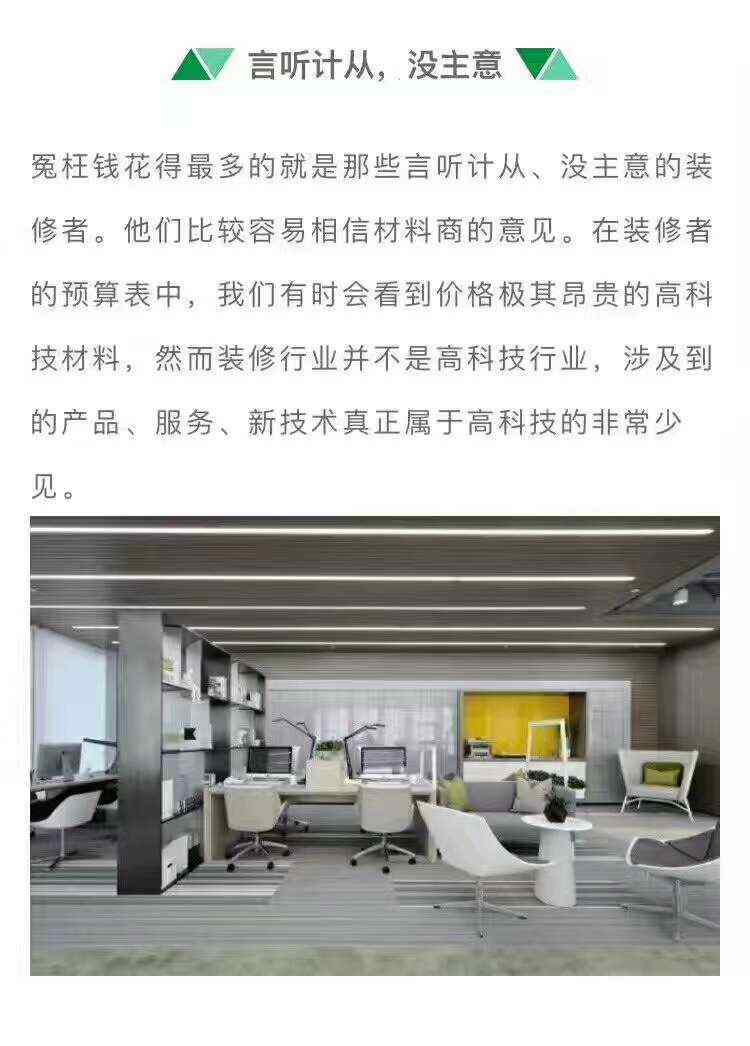 言听计从，没主意
冤枉钱花得最多的就是那些言听计从、没主意的装
修者。他们比较容易相信材料商的意见。在装修者
的预算表中，我们有时会看到价格极其昂贵的高科
技材料，然而装修行业并不是高科技行业，涉及到
的产品、服务、新技术真正属于高科技的非常少
见。